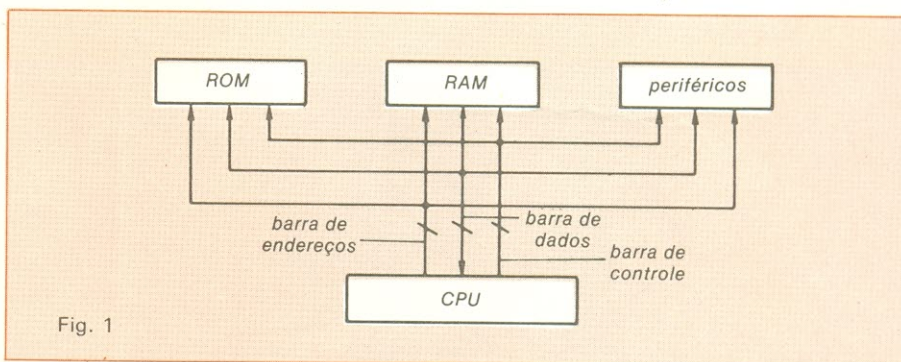 ROM
RAM
periféricos
barra de
endereços
barra de
dados
barra de
controle
CPU
Fig. 1